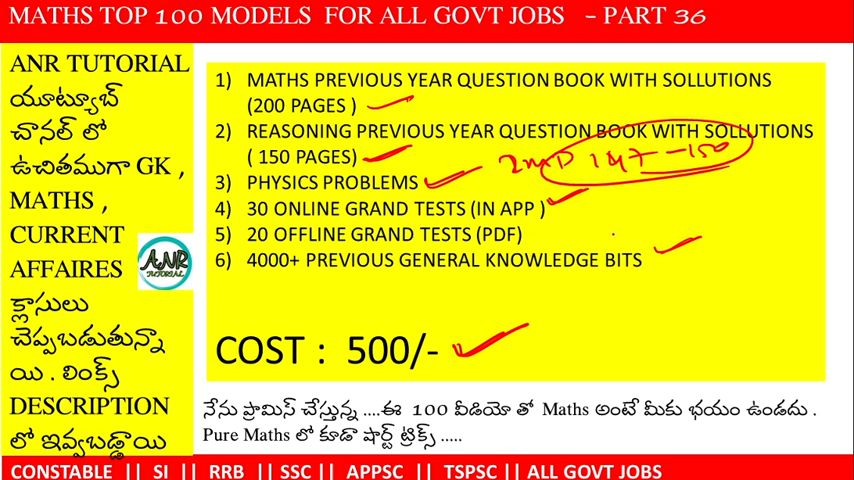 MATHS TOP 100 MODELS FOR ALL GOVT JOBS - PART 36
ANR TUTORIAL
యూట్యూబ్
చానల్ లో
ఉచితముగా GK ,
MATHS ,
CURRENT
AFFAIRES
క్లాసులు
చెప్పబడుతున్నా
యి . లింక్స్
DESCRIPTION
లో ఇవ్వబడ్డాయి
ANR
TUTORIAL
1) MATHS PREVIOUS YEAR QUESTION BOOK WITH SOLLUTIONS
(200 PAGES )
2) REASONING PREVIOUS YEAR QUESTION BOOK WITH SOLLUTIONS
( 150 PAGES)
147 - 150
3) PHYSICS PROBLEMS
4) 30 ONLINE GRAND TESTS (IN APP )
5) 20 OFFLINE GRAND TESTS (PDF)
6) 4000+ PREVIOUS GENERAL KNOWLEDGE BITS
COST : 500/-
నేను ప్రామిస్ చేస్తున్న ....ఈ 100 వీడియో తో Maths అంటే మీకు భయం ఉండదు .
Pure Maths లో కూడా షార్ట్ ట్రిక్స్ .....
CONSTABLE || SI || RRB || SSC || APPSC || TSPSC || ALL GOVT JOBS